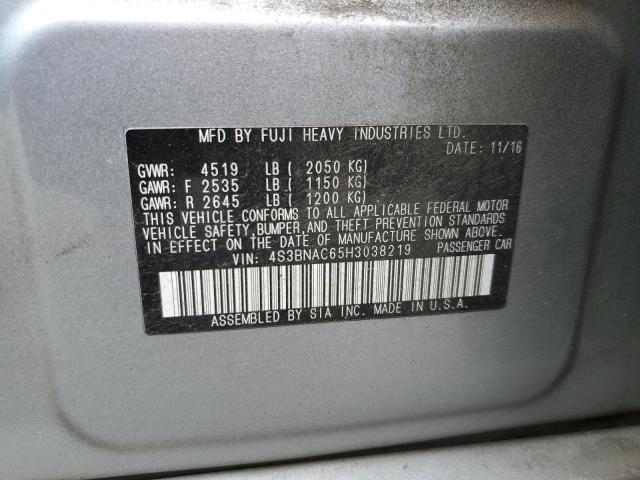 MFD BY FUJI HEAVY INDUSTRIES LTD.
DATE: 11/16
GVWR: 4519 LB ( 2050 KG)
GAWR: F 2535 LB ( 1150 KG)
GAWR: R 2645 LB ( 1200 KG)
THIS VEHICLE CONFORMS TO ALL APPLICABLE FEDERAL MOTOR
VEHICLE SAFETY, BUMPER, AND THEFT PREVENTION STANDARDS
IN EFFECT ON THE DATE OF MANUFACTURE SHOWN ABOVE.
VIN: 4S3BNAC65H3038219 PASSENGER CAR
ASSEMBLED BY SIA INC. MADE IN U.S.A.